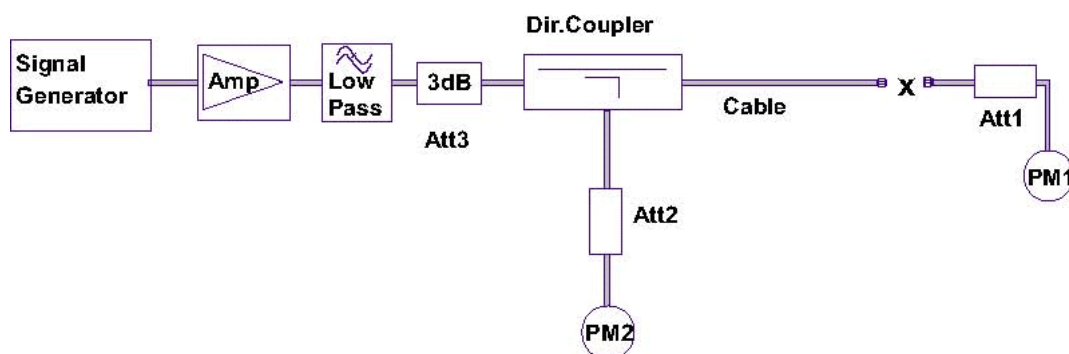 Dir.Coupler
Signal
Generator
Amp
Low
Pass
3dB
Att3
Cable
X
Att1
PM1
Att2
PM2